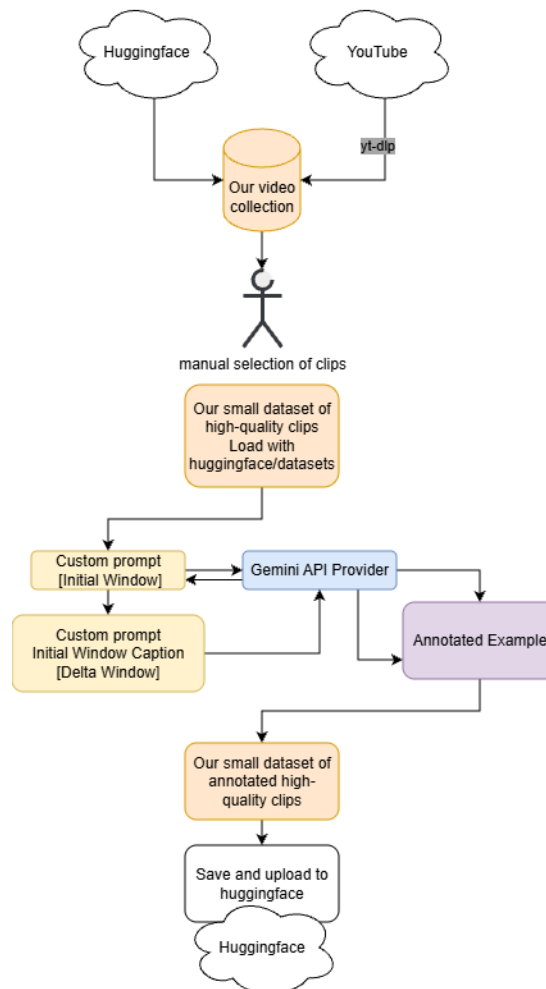 Huggingface
YouTube
yt-dlp
Our video
collection
manual selection of clips
Our small dataset of
high-quality clips
Load with
huggingface/datasets
Custom prompt
[Initial Window]
Gemini API Provider
Custom prompt
Initial Window Caption
[Delta Window]
Annotated Example
Our small dataset of
annotated high-
quality clips
Save and upload to
huggingface
Huggingface